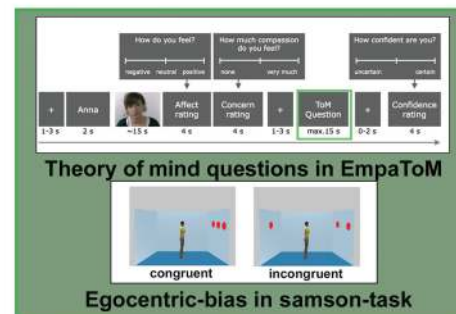 How do you feel?
negative neutral positive
How much compassion
do you feel?
none very much
How confident are you?
uncertain certain
+
Anna
Affect
rating
Concern
rating
+
ToM
Question
+
Confidence
rating
1-3 s 2 s ~15 s 4 s 4 s 1-3 s max.15 s 0-2 s 4 s
Theory of mind questions in EmpaToM
congruent incongruent
Egocentric-bias in samson-task